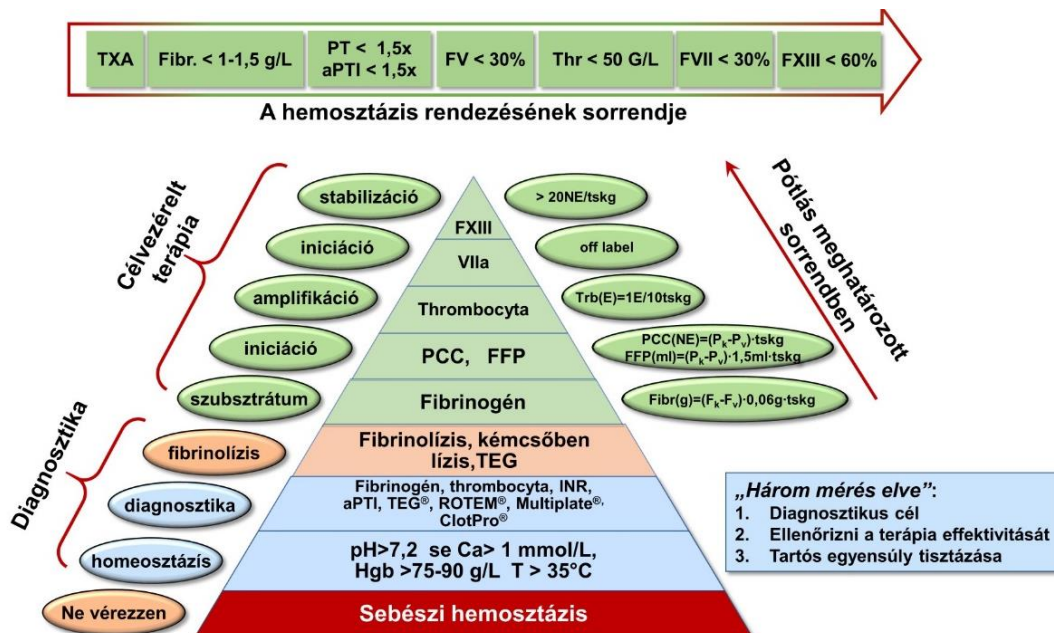 TXA
Fibr. < 1-1,5 g/L
PT < 1,5x
aPTI < 1,5x
FV < 30%
Thr < 50 G/L
FVII < 30%
FXIII < 60%
A hemosztázis rendezésének sorrendje
Célvezérelt
terápia
Diagnosztika
Pótlás meghatározott
sorrendben
stabilizáció
FXIII
> 20NE/tskg
iniciáció
VIIa
off label
amplifikáció
Thrombocyta
Trb(E)=1E/10tskg
iniciáció
PCC, FFP
PCC(NE)=(Pₖ-Pᵥ)·tskg
FFP(ml)=(Pₖ-Pᵥ)·1,5ml·tskg
szubsztrátum
Fibrinogén
Fibr(g)=(Fₖ-Fᵥ)·0,06g·tskg
fibrinolízis
Fibrinolízis, kémcsőben
lízis,TEG
diagnosztika
Fibrinogén, thrombocyta, INR,
aPTI, TEG®, ROTEM®, Multiplate®,
ClotPro®
homeosztázís
pH>7,2 se Ca> 1 mmol/L,
Hgb >75-90 g/L T > 35°C
Ne vérezzen
Sebészi hemosztázis
„Három mérés elve”:
1. Diagnosztikus cél
2. Ellenőrizni a terápia effektivitását
3. Tartós egyensúly tisztázása